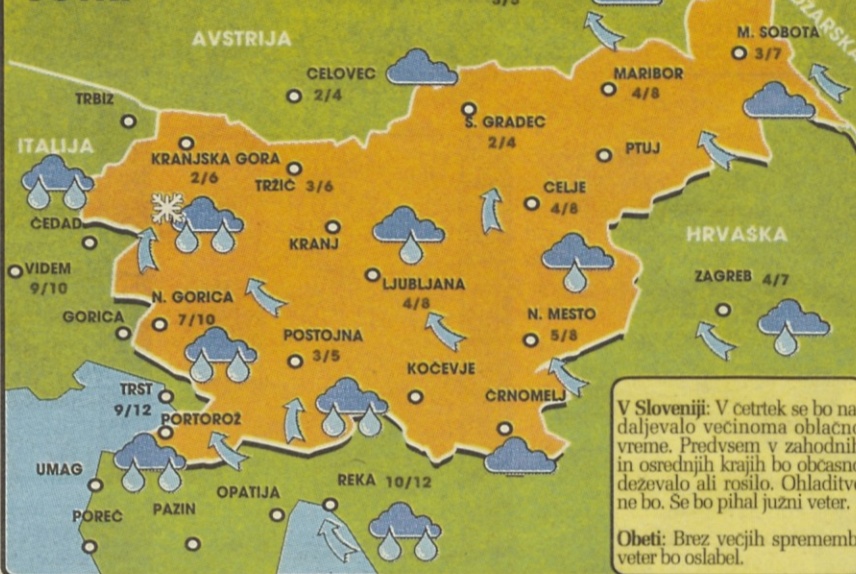 AVSTRIJA
M. SOBOTA
3/7
CELOVEC
2/4
MARIBOR
4/8
TRBIŽ
Š. GRADEC
2/4
ITALIJA
KRANJSKA GORA
2/6
TRŽIČ 3/6
PTUJ
CELJE
4/8
ČEDAD
KRANJ
HRVAŠKA
VIDEM
9/10
LJUBLJANA
4/8
ZAGREB 4/7
N. GORICA
7/10
GORICA
N. MESTO
5/8
POSTOJNA
3/5
KOČEVJE
TRST
9/12
ČRNOMELJ
PORTOROŽ
UMAG
REKA 10/12
OPATIJA
POREČ
PAZIN
V Sloveniji: V četrtek se bo na-
daljevalo večinoma oblačno
vreme. Predvsem v zahodnih
in osrednjih krajih bo občasno
deževalo ali rosilo. Ohladitve
ne bo. Še bo pihal južni veter.
Obeti: Brez večjih sprememb,
veter bo oslabel.